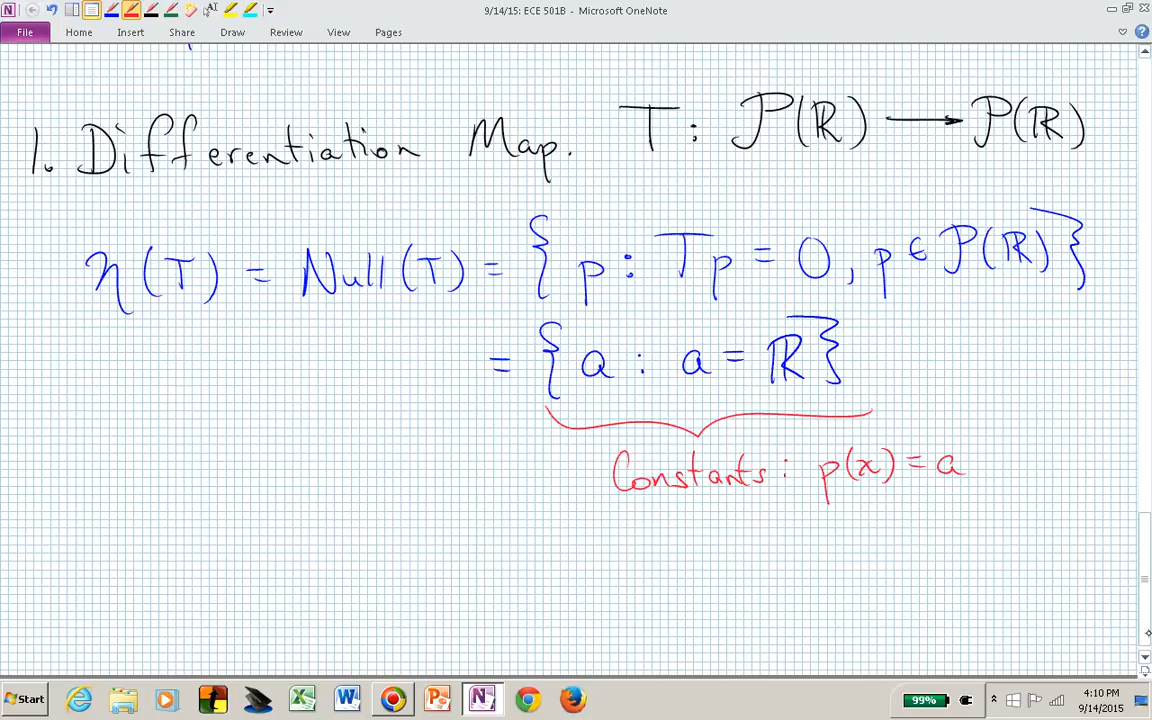 9/14/15: ECE 501B - Microsoft OneNote
File Home Insert Share Draw Review View Pages
1. Differentiation Map. T: 𝒫(ℝ) ⟶ 𝒫(ℝ)
η(T) = Null(T) = { p : Tp = 0, p ∈ 𝒫(ℝ) }
= { a : a = ℝ }
Constants: p(x) = a
Start 99% 4:10 PM
9/14/2015